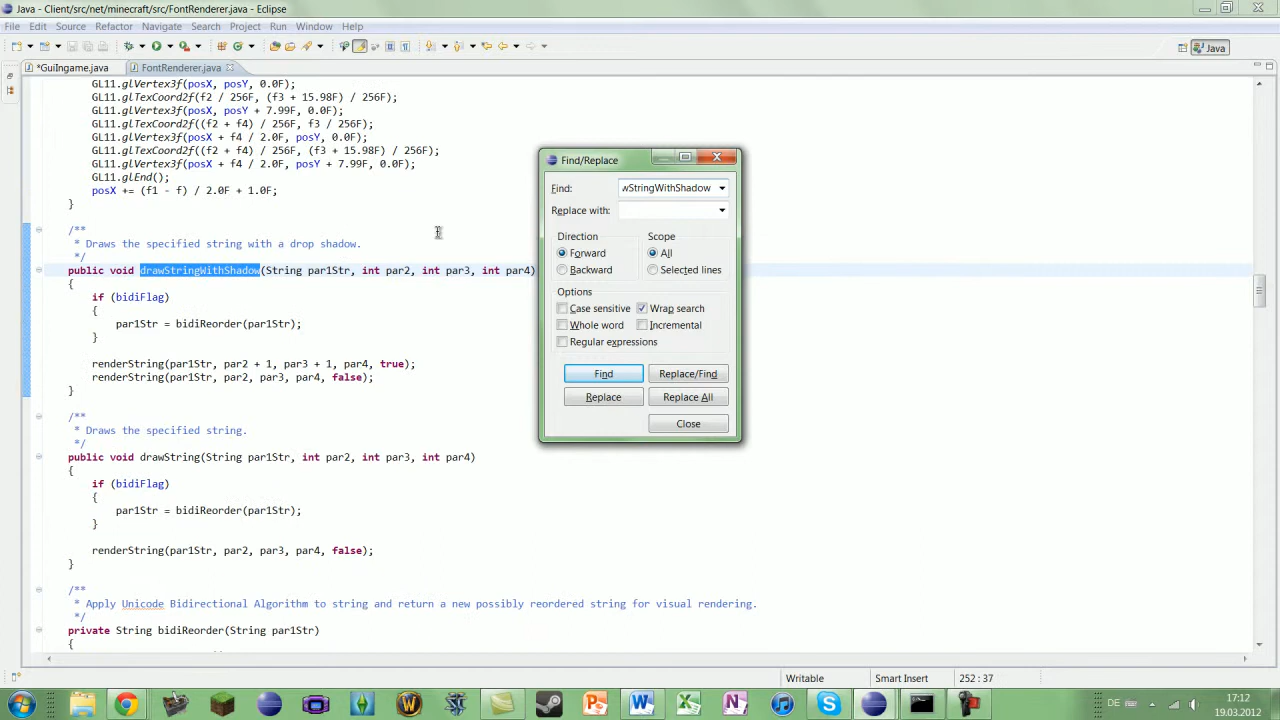 Java - Client/src/net/minecraft/src/FontRenderer.java - Eclipse
File Edit Source Refactor Navigate Search Project Run Window Help
Java
*GuiIngame.java FontRenderer.java
GL11.glVertex3f(posX, posY, 0.0F);
GL11.glTexCoord2f(f2 / 256F, (f3 + 15.98F) / 256F);
GL11.glVertex3f(posX, posY + 7.99F, 0.0F);
GL11.glTexCoord2f((f2 + f4) / 256F, f3 / 256F);
GL11.glVertex3f(posX + f4 / 2.0F, posY, 0.0F);
GL11.glTexCoord2f((f2 + f4) / 256F, (f3 + 15.98F) / 256F);
GL11.glVertex3f(posX + f4 / 2.0F, posY + 7.99F, 0.0F);
GL11.glEnd();
posX += (f1 - f) / 2.0F + 1.0F;
}
/**
* Draws the specified string with a drop shadow.
*/
public void drawStringWithShadow(String par1Str, int par2, int par3, int par4)
{
if (bidiFlag)
{
par1Str = bidiReorder(par1Str);
}
renderString(par1Str, par2 + 1, par3 + 1, par4, true);
renderString(par1Str, par2, par3, par4, false);
}
/**
* Draws the specified string.
*/
public void drawString(String par1Str, int par2, int par3, int par4)
{
if (bidiFlag)
{
par1Str = bidiReorder(par1Str);
}
renderString(par1Str, par2, par3, par4, false);
}
/**
* Apply Unicode Bidirectional Algorithm to string and return a new possibly reordered string for visual rendering.
*/
private String bidiReorder(String par1Str)
{
Find/Replace
Find: wStringWithShadow
Replace with:
Direction Scope
Forward All
Backward Selected lines
Options
Case sensitive Wrap search
Whole word Incremental
Regular expressions
Find Replace/Find
Replace Replace All
Close
Writable Smart Insert 252 : 37
DE 17:12
19.03.2012